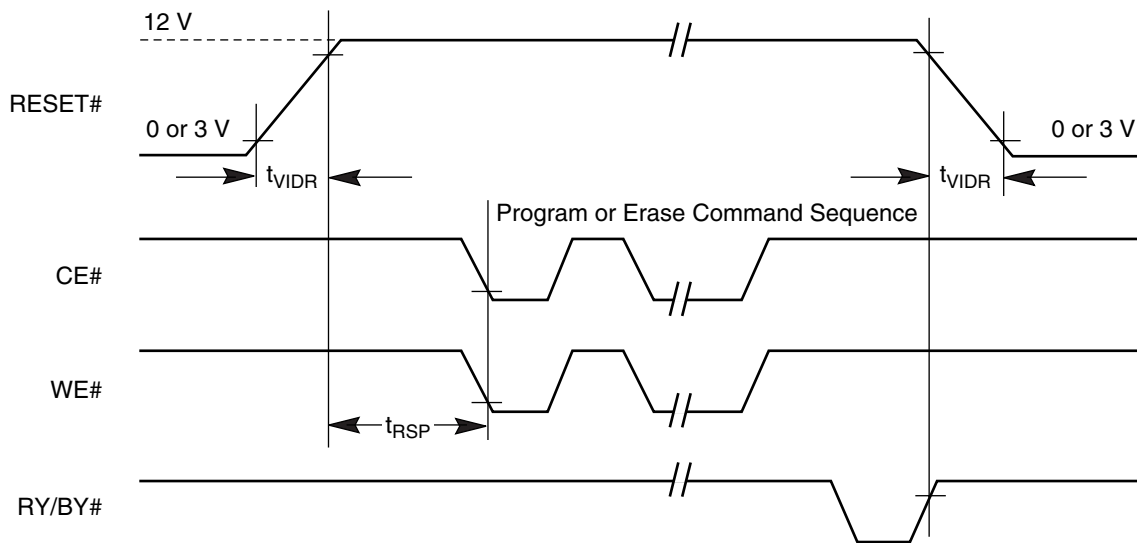 12 V
RESET#
0 or 3 V
0 or 3 V
tVIDR
tVIDR
Program or Erase Command Sequence
CE#
WE#
tRSP
RY/BY#